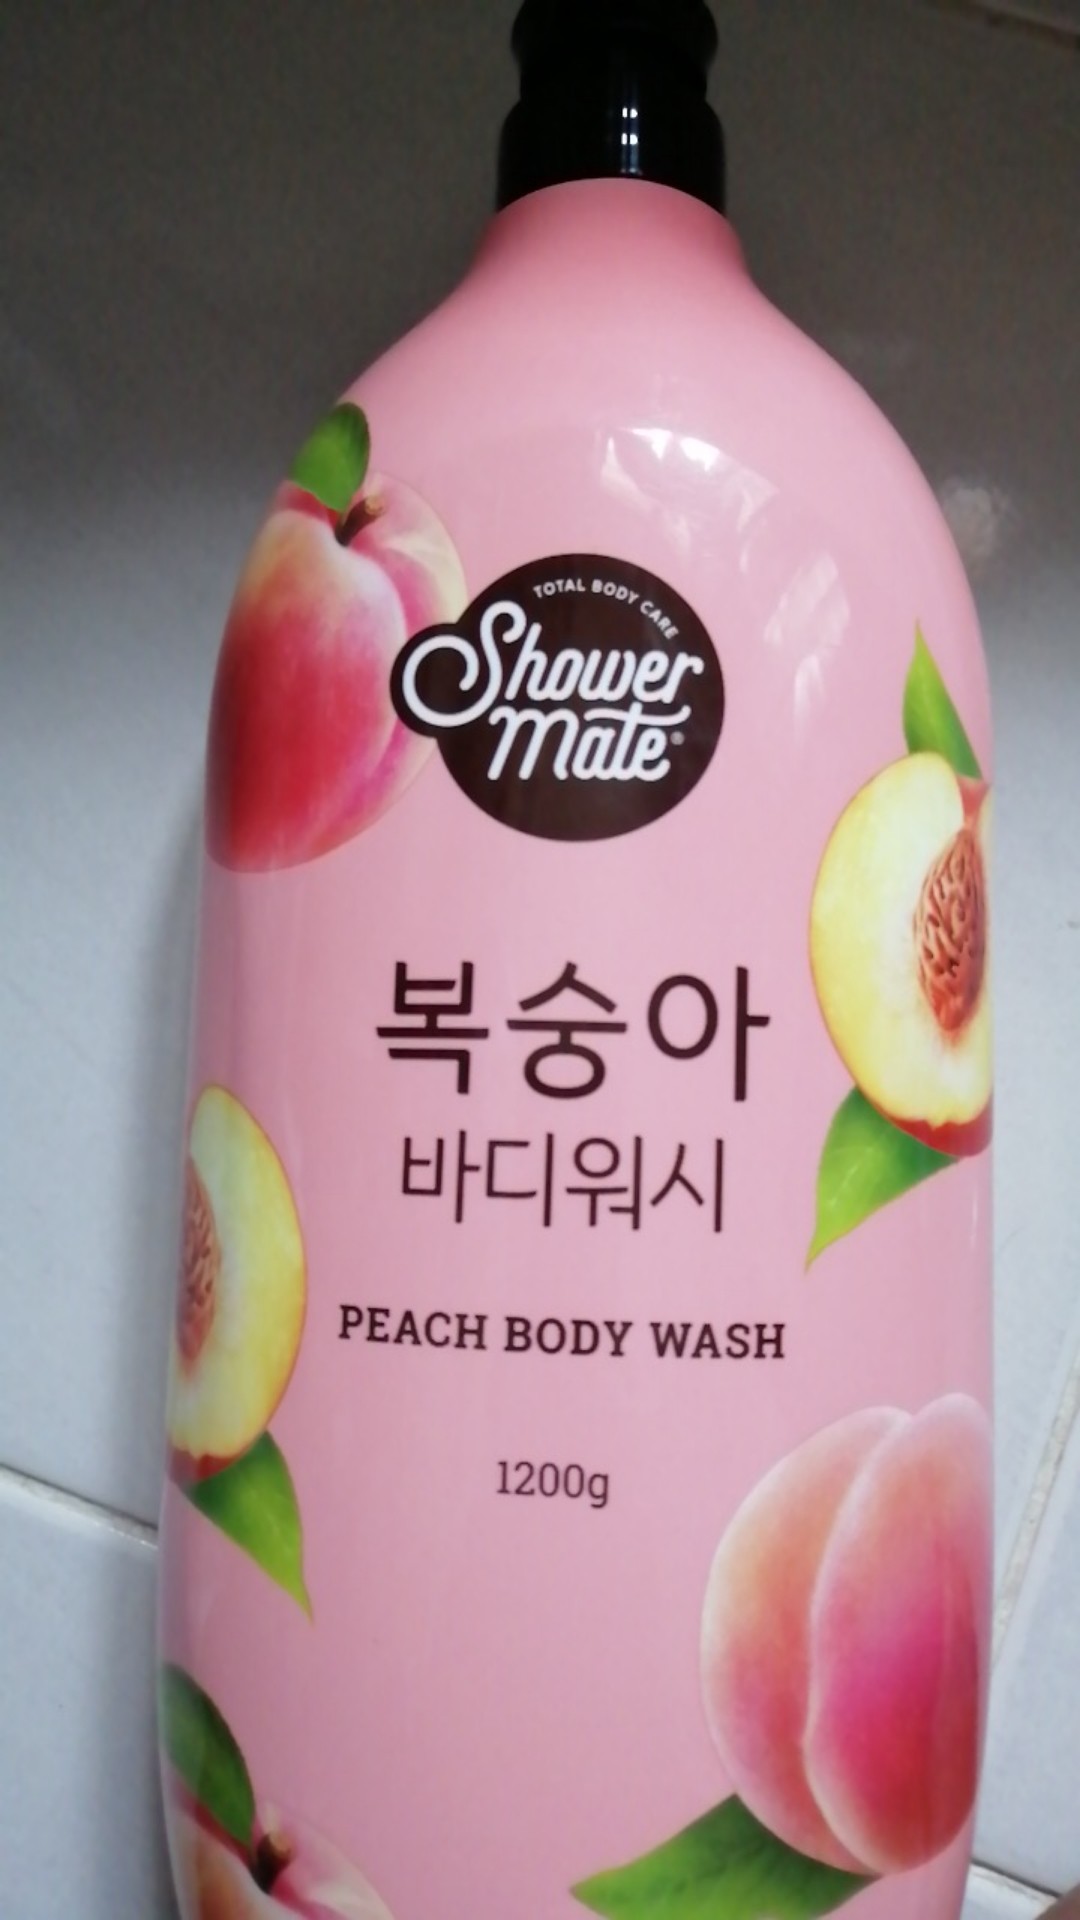 TOTAL BODY CARE
Shower
Mate®
복숭아
바디워시
PEACH BODY WASH
1200g